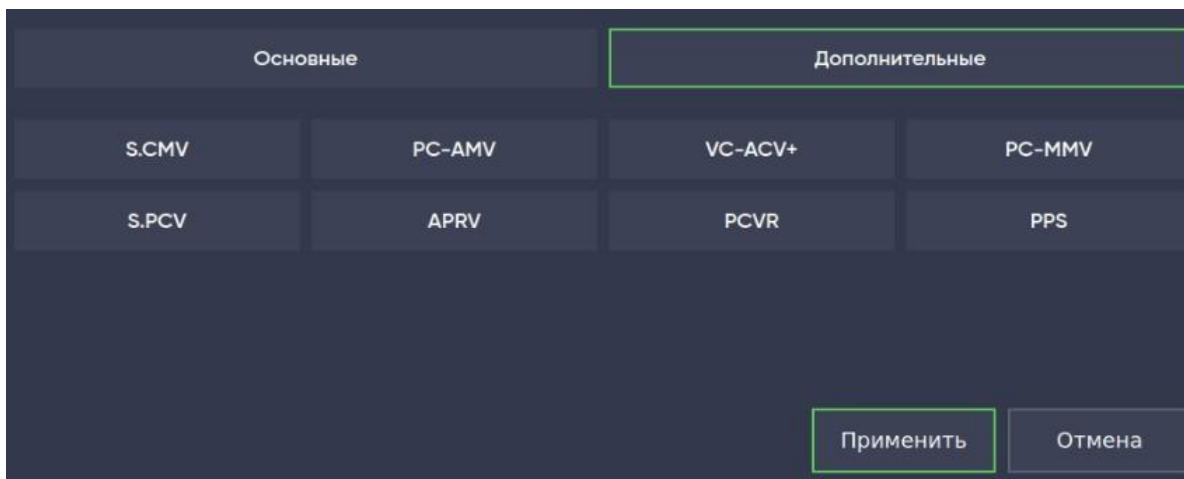 Основные Дополнительные
S.CMV PC-AMV VC-ACV+ PC-MMV
S.PCV APRV PCVR PPS
Применить Отмена